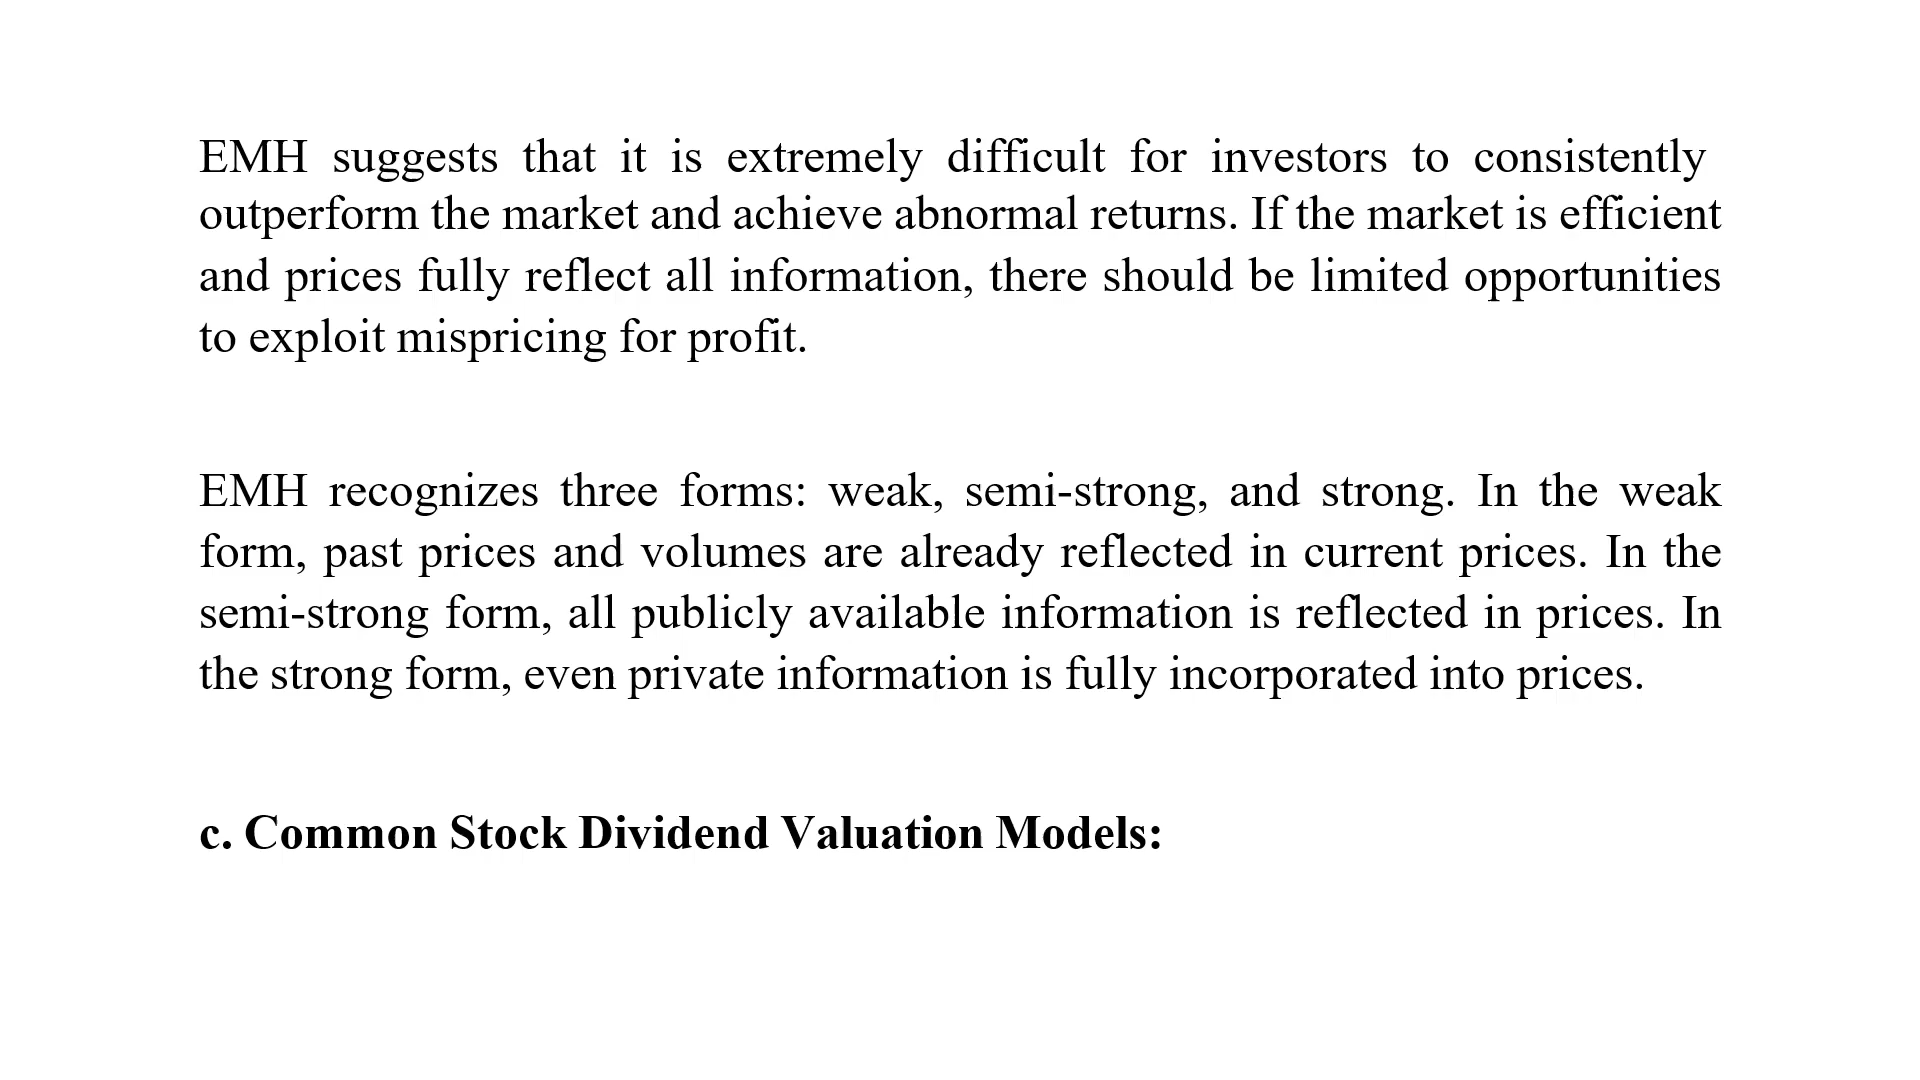 EMH suggests that it is extremely difficult for investors to consistently
outperform the market and achieve abnormal returns. If the market is efficient
and prices fully reflect all information, there should be limited opportunities
to exploit mispricing for profit.
EMH recognizes three forms: weak, semi-strong, and strong. In the weak
form, past prices and volumes are already reflected in current prices. In the
semi-strong form, all publicly available information is reflected in prices. In
the strong form, even private information is fully incorporated into prices.
c. Common Stock Dividend Valuation Models: